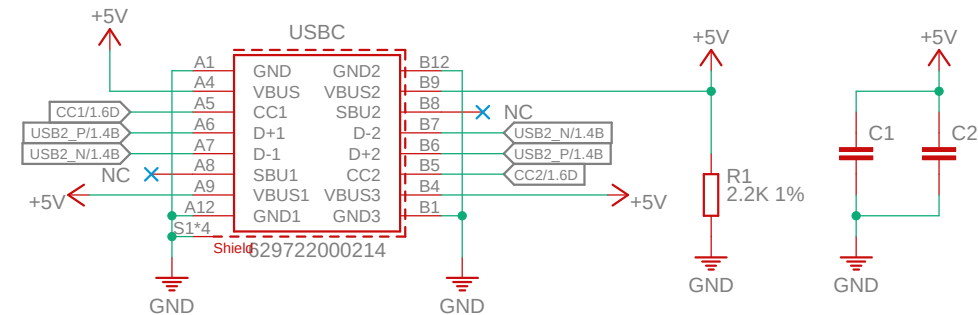 +5V
USBC
+5V
+5V
A1 GND GND2 B12
A4 VBUS VBUS2 B9
CC1/1.6D A5 CC1 SBU2 B8 NC
USB2_P/1.4B A6 D+1 D-2 B7 USB2_N/1.4B
C1 C2
USB2_N/1.4B A7 D-1 D+2 B6 USB2_P/1.4B
NC A8 SBU1 CC2 B5 CC2/1.6D
R1
+5V A9 VBUS1 VBUS3 B4 +5V
2.2K 1%
A12 GND1 GND3 B1
S1*4
Shield 629722000214
GND
GND
GND
GND